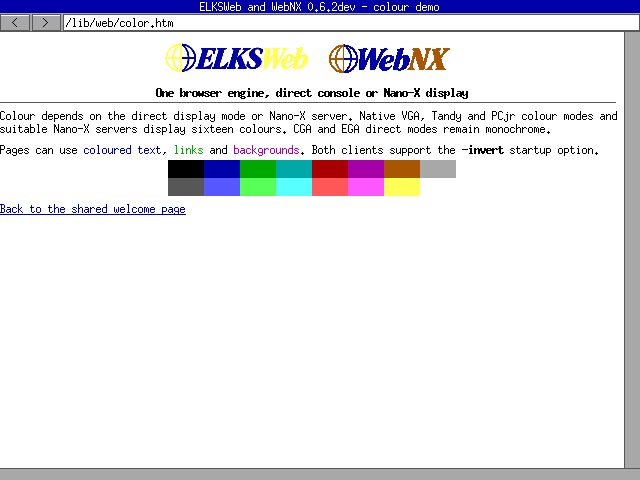 ELKSWeb and WebNX 0.6.2dev - colour demo
< > /lib/web/color.htm
ELKSWeb WebNX
One browser engine, direct console or Nano-X display
Colour depends on the direct display mode or Nano-X server. Native VGA, Tandy and PCjr colour modes and
suitable Nano-X servers display sixteen colours. CGA and EGA direct modes remain monochrome.
Pages can use coloured text, links and backgrounds. Both clients support the -invert startup option.
Back to the shared welcome page